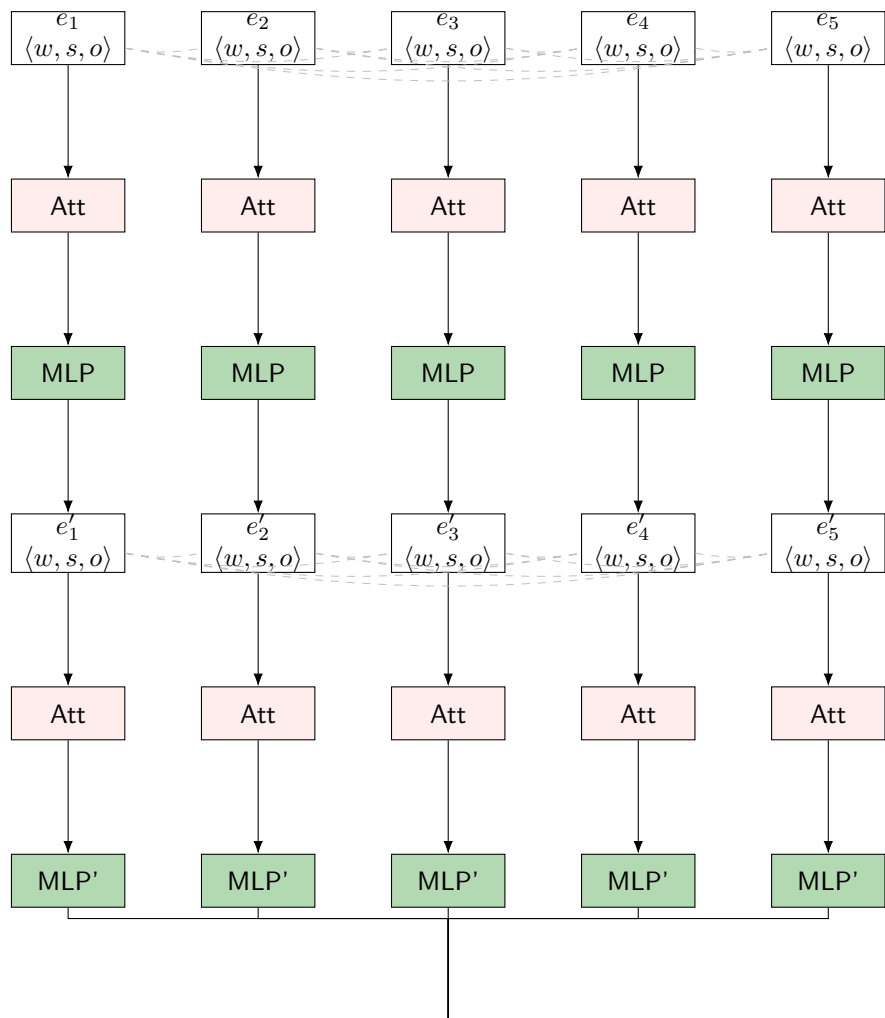 e₁ e₂ e₃ e₄ e₅
⟨w, s, o⟩ ⟨w, s, o⟩ ⟨w, s, o⟩ ⟨w, s, o⟩ ⟨w, s, o⟩
Att Att Att Att Att
MLP MLP MLP MLP MLP
e′₁ e′₂ e′₃ e′₄ e′₅
⟨w, s, o⟩ ⟨w, s, o⟩ ⟨w, s, o⟩ ⟨w, s, o⟩ ⟨w, s, o⟩
Att Att Att Att Att
MLP' MLP' MLP' MLP' MLP'